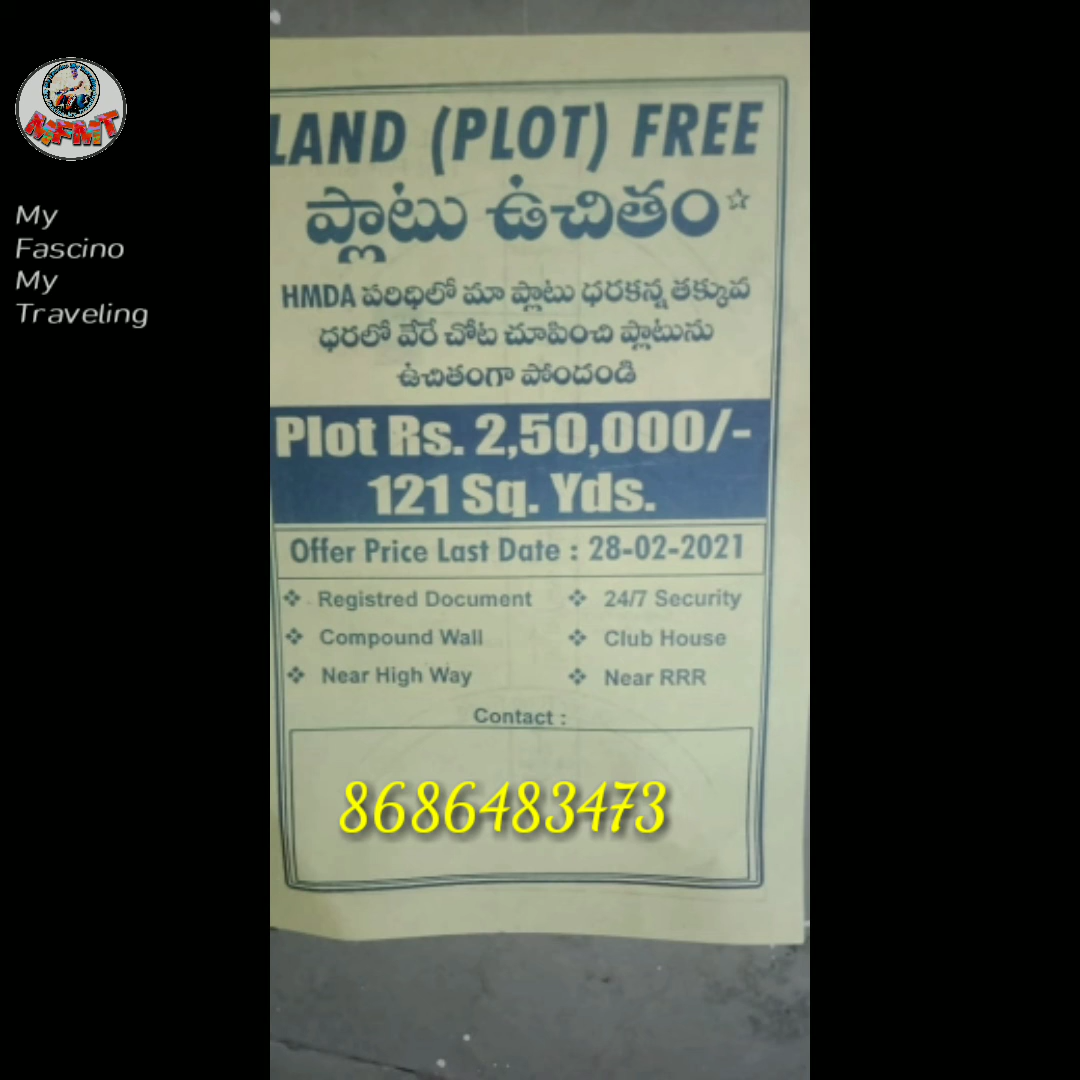 MFMT
My
Fascino
My
Traveling
LAND (PLOT) FREE
ప్లాటు ఉచితం☆
HMDA పరిధిలో మా ప్లాటు ధరకన్న తక్కువ
ధరలో వేరే చోట చూపించి ప్లాటును
ఉచితంగా పోందండి
Plot Rs. 2,50,000/-
121 Sq. Yds.
Offer Price Last Date : 28-02-2021
❖ Registred Document ❖ 24/7 Security
❖ Compound Wall ❖ Club House
❖ Near High Way ❖ Near RRR
Contact :
8686483473